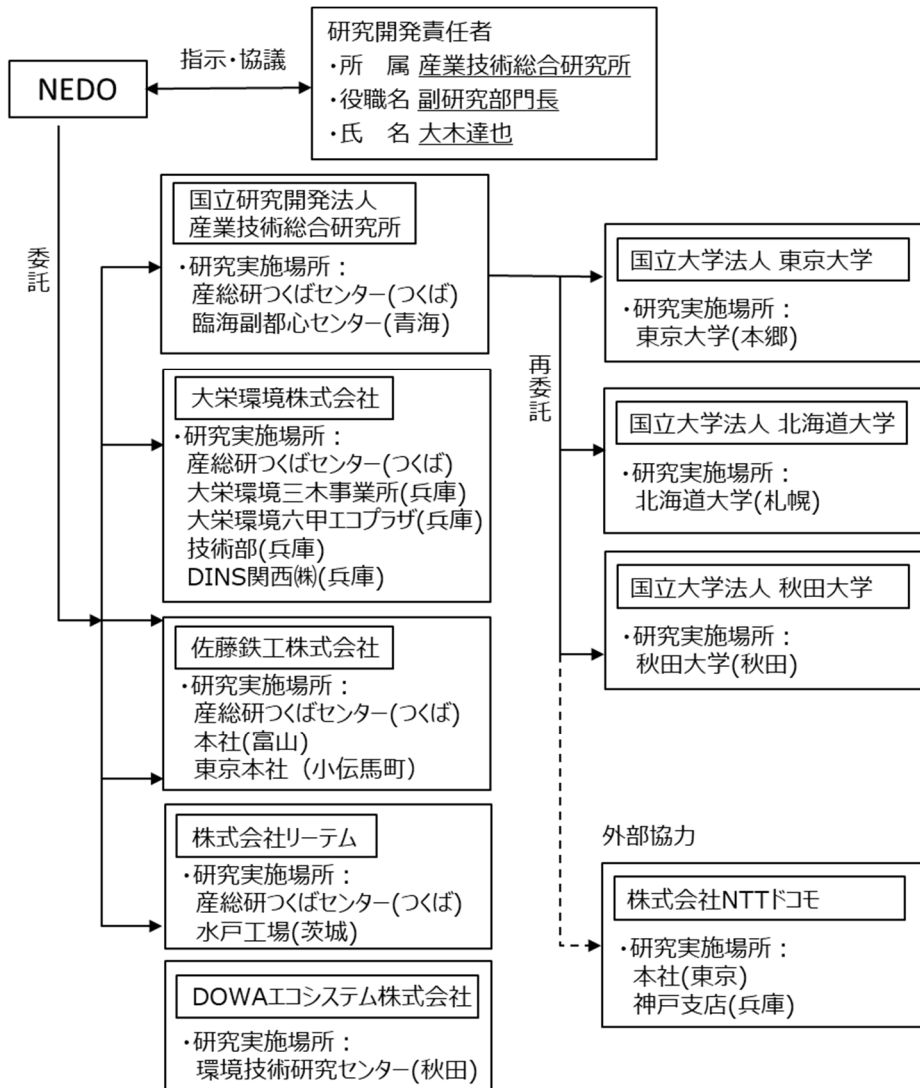 NEDO
指示・協議
研究開発責任者
・所　属 産業技術総合研究所
・役職名 副研究部門長
・氏　名 大木達也
委託
国立研究開発法人
産業技術総合研究所
・研究実施場所：
産総研つくばセンター(つくば)
臨海副都心センター(青海)
大栄環境株式会社
・研究実施場所：
産総研つくばセンター(つくば)
大栄環境三木事業所(兵庫)
大栄環境六甲エコプラザ(兵庫)
技術部(兵庫)
DINS関西㈱(兵庫)
佐藤鉄工株式会社
・研究実施場所：
産総研つくばセンター(つくば)
本社(富山)
東京本社（小伝馬町）
株式会社リーテム
・研究実施場所：
産総研つくばセンター(つくば)
水戸工場(茨城)
DOWAエコシステム株式会社
・研究実施場所：
環境技術研究センター(秋田)
再委託
国立大学法人 東京大学
・研究実施場所：
東京大学(本郷)
国立大学法人 北海道大学
・研究実施場所：
北海道大学(札幌)
国立大学法人 秋田大学
・研究実施場所：
秋田大学(秋田)
外部協力
株式会社NTTドコモ
・研究実施場所：
本社(東京)
神戸支店(兵庫)